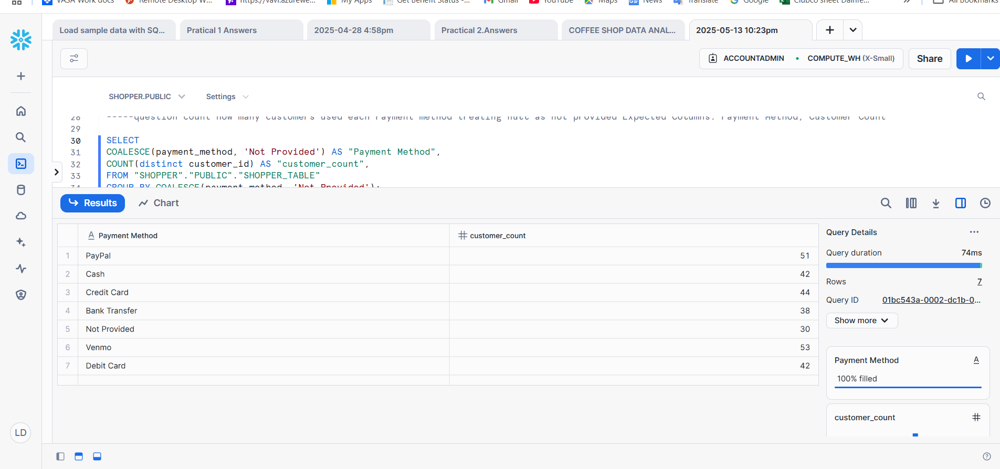 VASA Work docs
Remote Desktop W...
https://vavi.azurewe...
My Apps
Get Benefit Status -...
Gmail
YouTube
Maps
News
Translate
Google
Clubco sheet Dainfe...
All Bookmarks
Load sample data with SQ...
Pratical 1 Answers
2025-04-28 4:58pm
Practical 2.Answers
COFFEE SHOP DATA ANAL...
2025-05-13 10:23pm
ACCOUNTADMIN
COMPUTE_WH (X-Small)
Share
SHOPPER.PUBLIC
Settings
28 -----question count how many customers used each Payment method treating null as not provided Expected Columns: Payment Method, Customer Count
29
30 SELECT
31 COALESCE(payment_method, 'Not Provided') AS "Payment Method",
32 COUNT(distinct customer_id) AS "customer_count",
33 FROM "SHOPPER"."PUBLIC"."SHOPPER_TABLE"
34 GROUP BY COALESCE(payment_method, 'Not Provided');
Results
Chart
Payment Method customer_count
1 PayPal 51
2 Cash 42
3 Credit Card 44
4 Bank Transfer 38
5 Not Provided 30
6 Venmo 53
7 Debit Card 42
Query Details
Query duration 74ms
Rows 7
Query ID 01bc543a-0002-dc1b-0...
Show more
Payment Method A
100% filled
customer_count #
LD